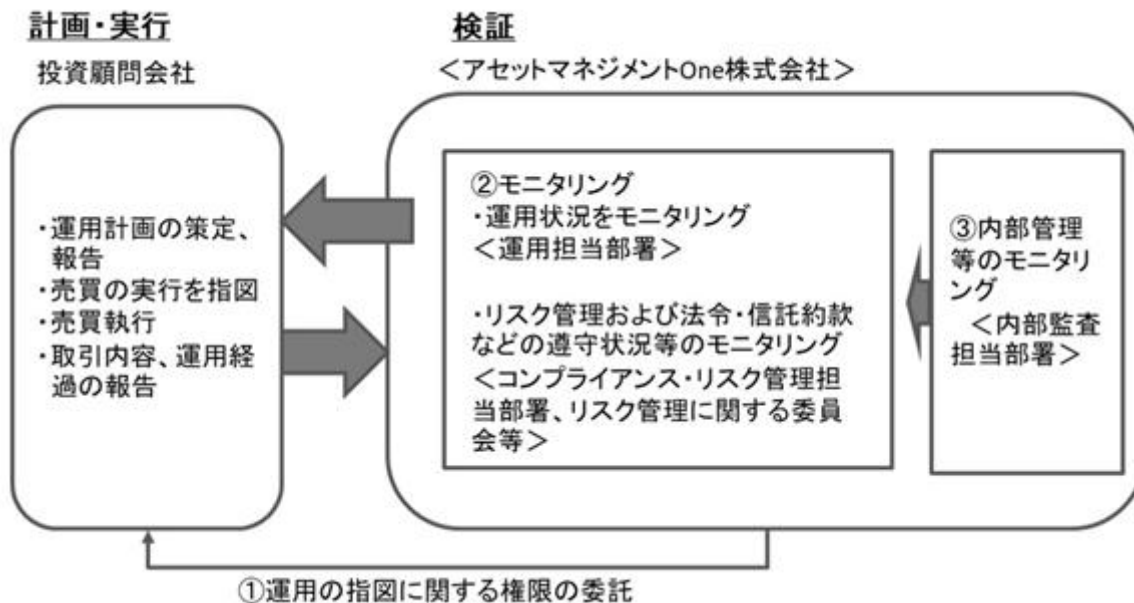 計画・実行
投資顧問会社
・運用計画の策定、
報告
・売買の実行を指図
・売買執行
・取引内容、運用経
過の報告
検証
＜アセットマネジメントOne株式会社＞
②モニタリング
・運用状況をモニタリング
＜運用担当部署＞
・リスク管理および法令・信託約款
などの遵守状況等のモニタリング
＜コンプライアンス・リスク管理担
当部署、リスク管理に関する委員
会等＞
③内部管理
等のモニタリ
ング
＜内部監査
担当部署＞
①運用の指図に関する権限の委託